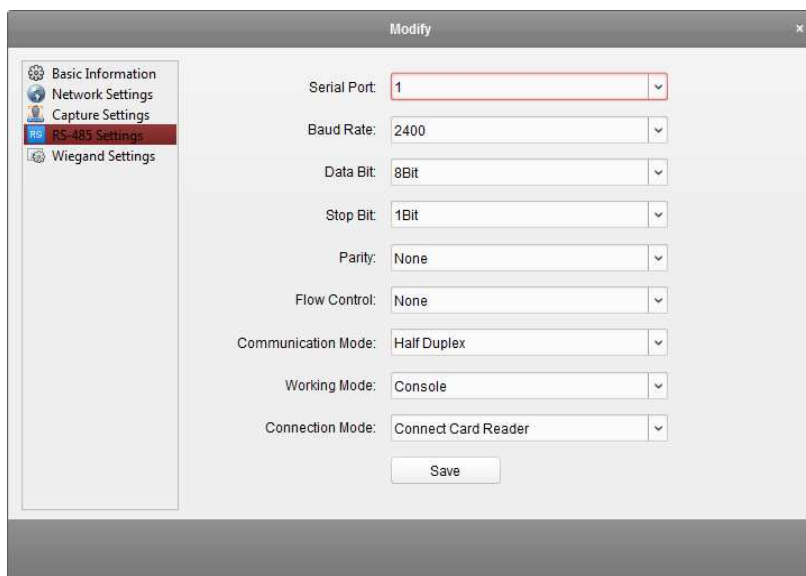 Modify
x
Basic Information
Network Settings
Capture Settings
RS RS-485 Settings
Wiegand Settings
Serial Port: 1
Baud Rate: 2400
Data Bit: 8Bit
Stop Bit: 1Bit
Parity: None
Flow Control: None
Communication Mode: Half Duplex
Working Mode: Console
Connection Mode: Connect Card Reader
Save